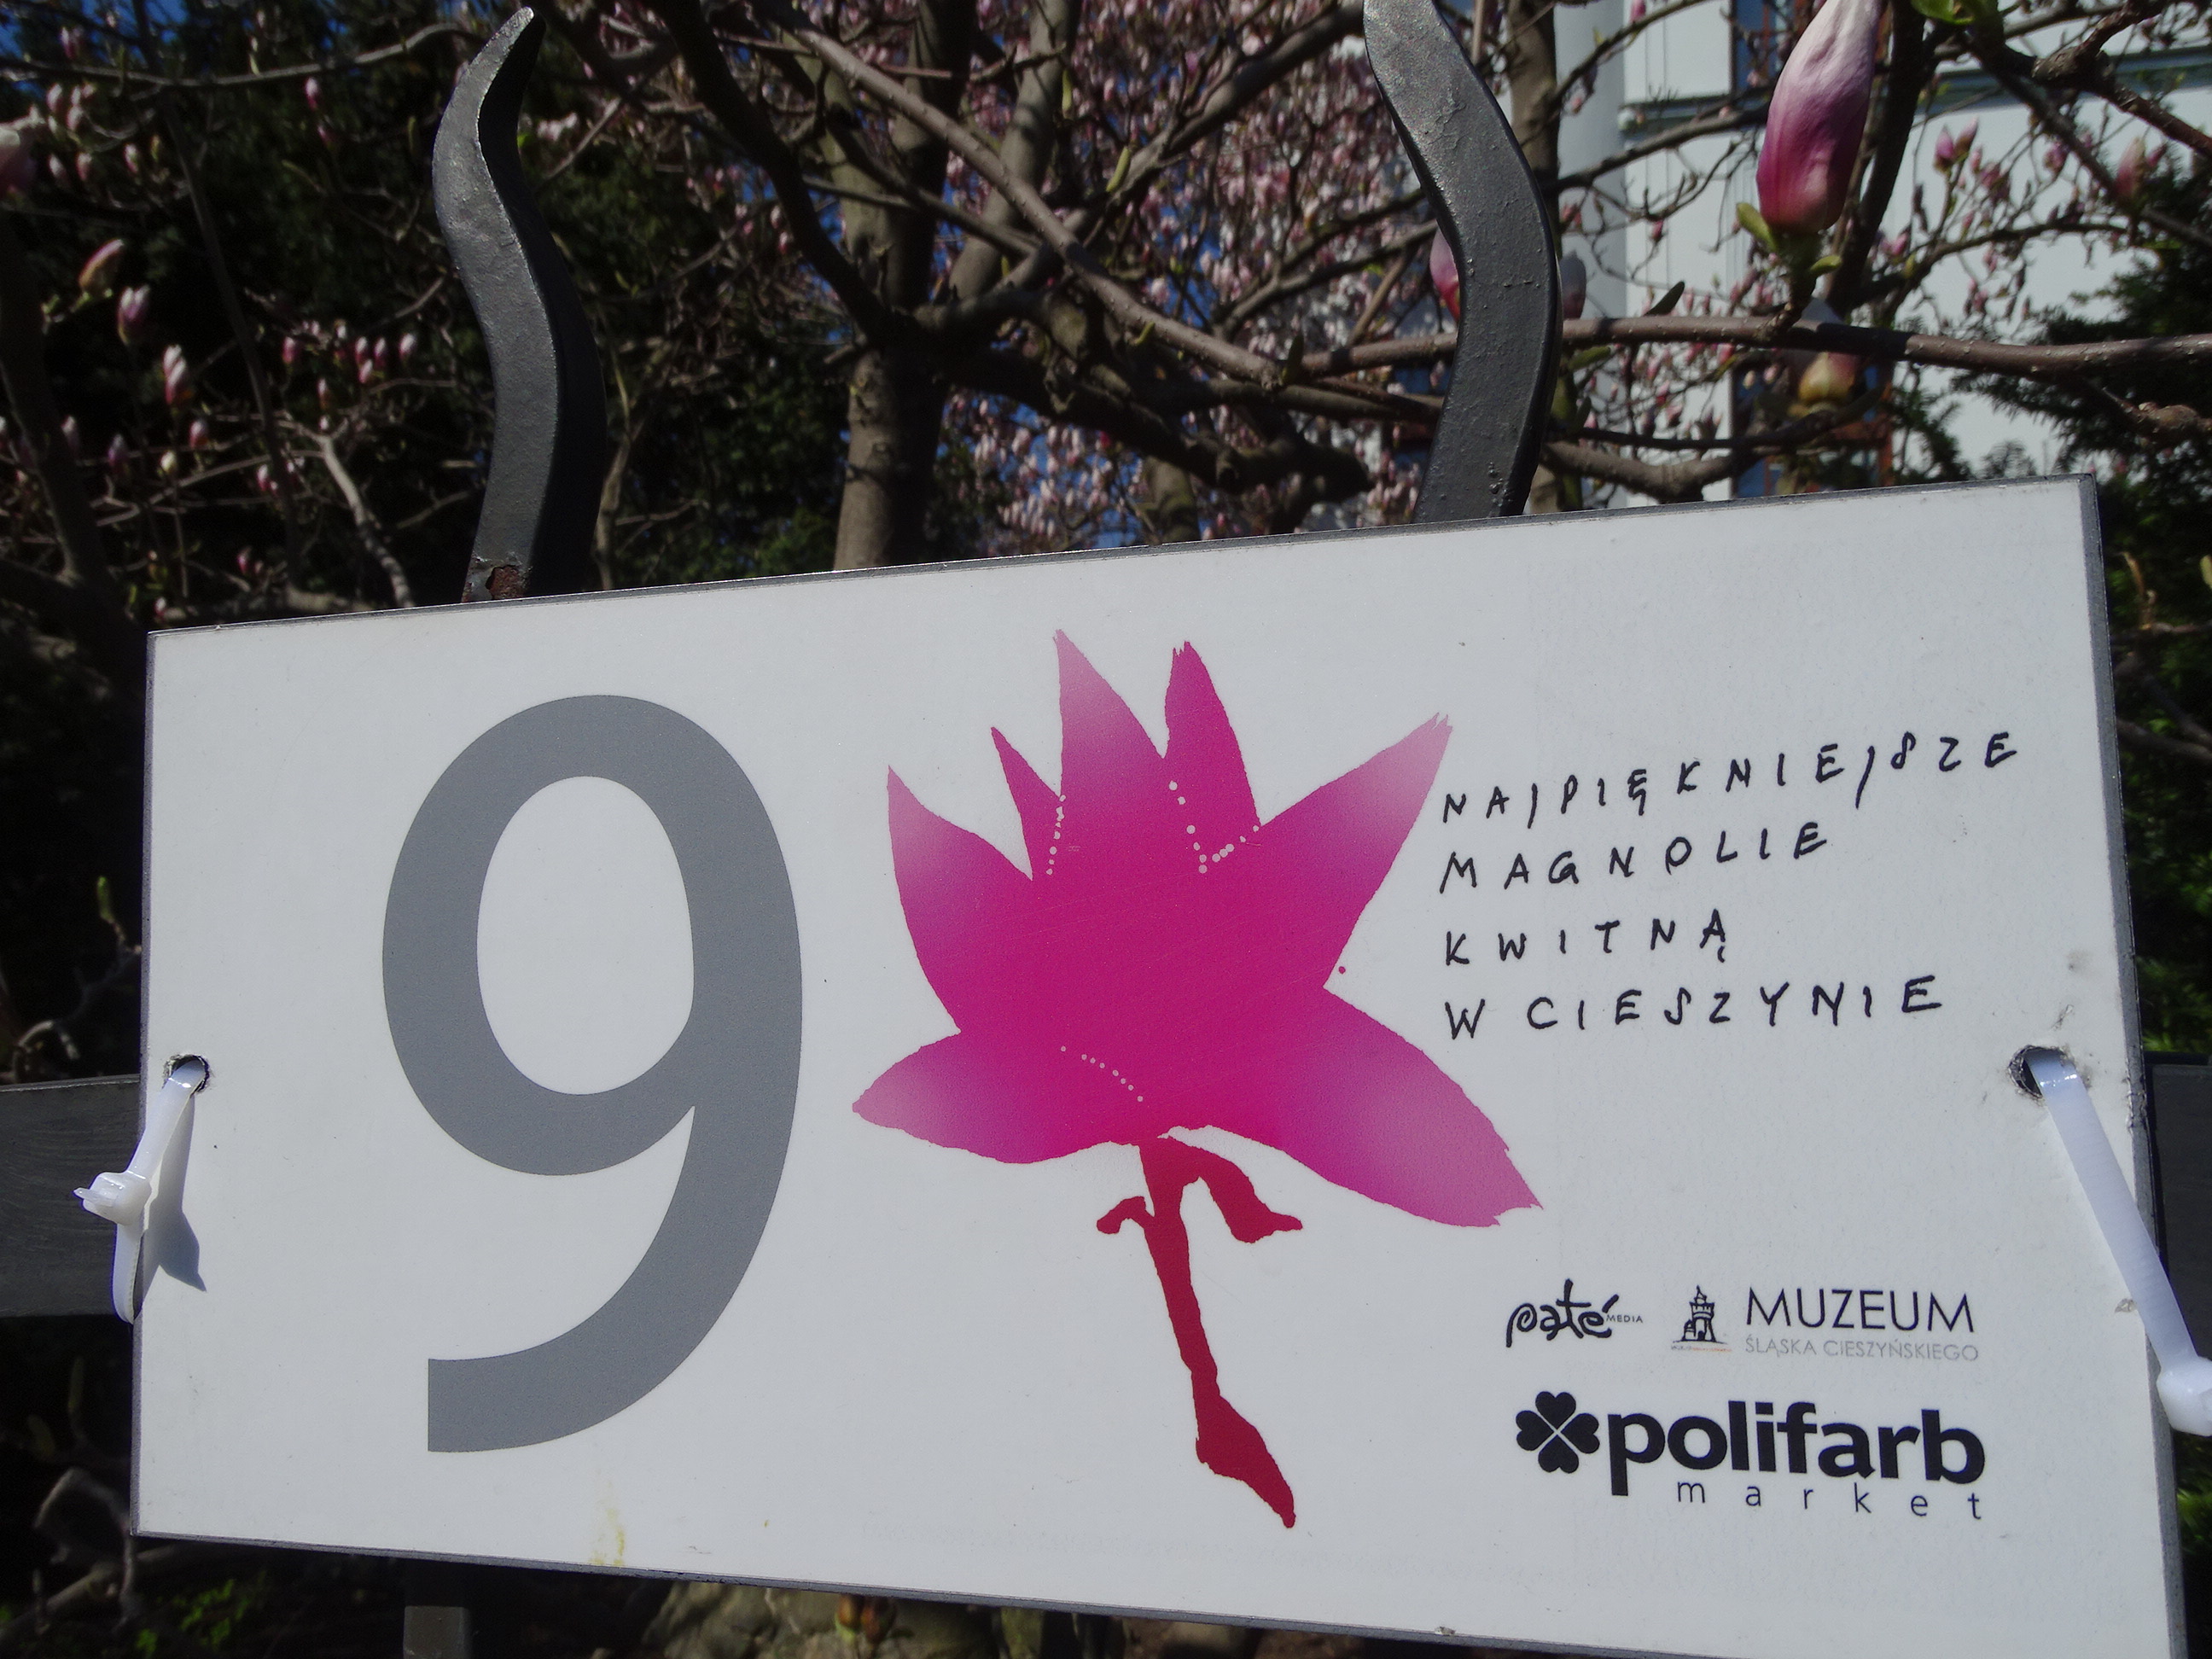 9
NAJPIĘKNIEJSZE
MAGNOLIE
KWITNĄ
W CIESZYNIE
paté MEDIA
MUZEUM
ŚLĄSKA CIESZYŃSKIEGO
polifarb
market